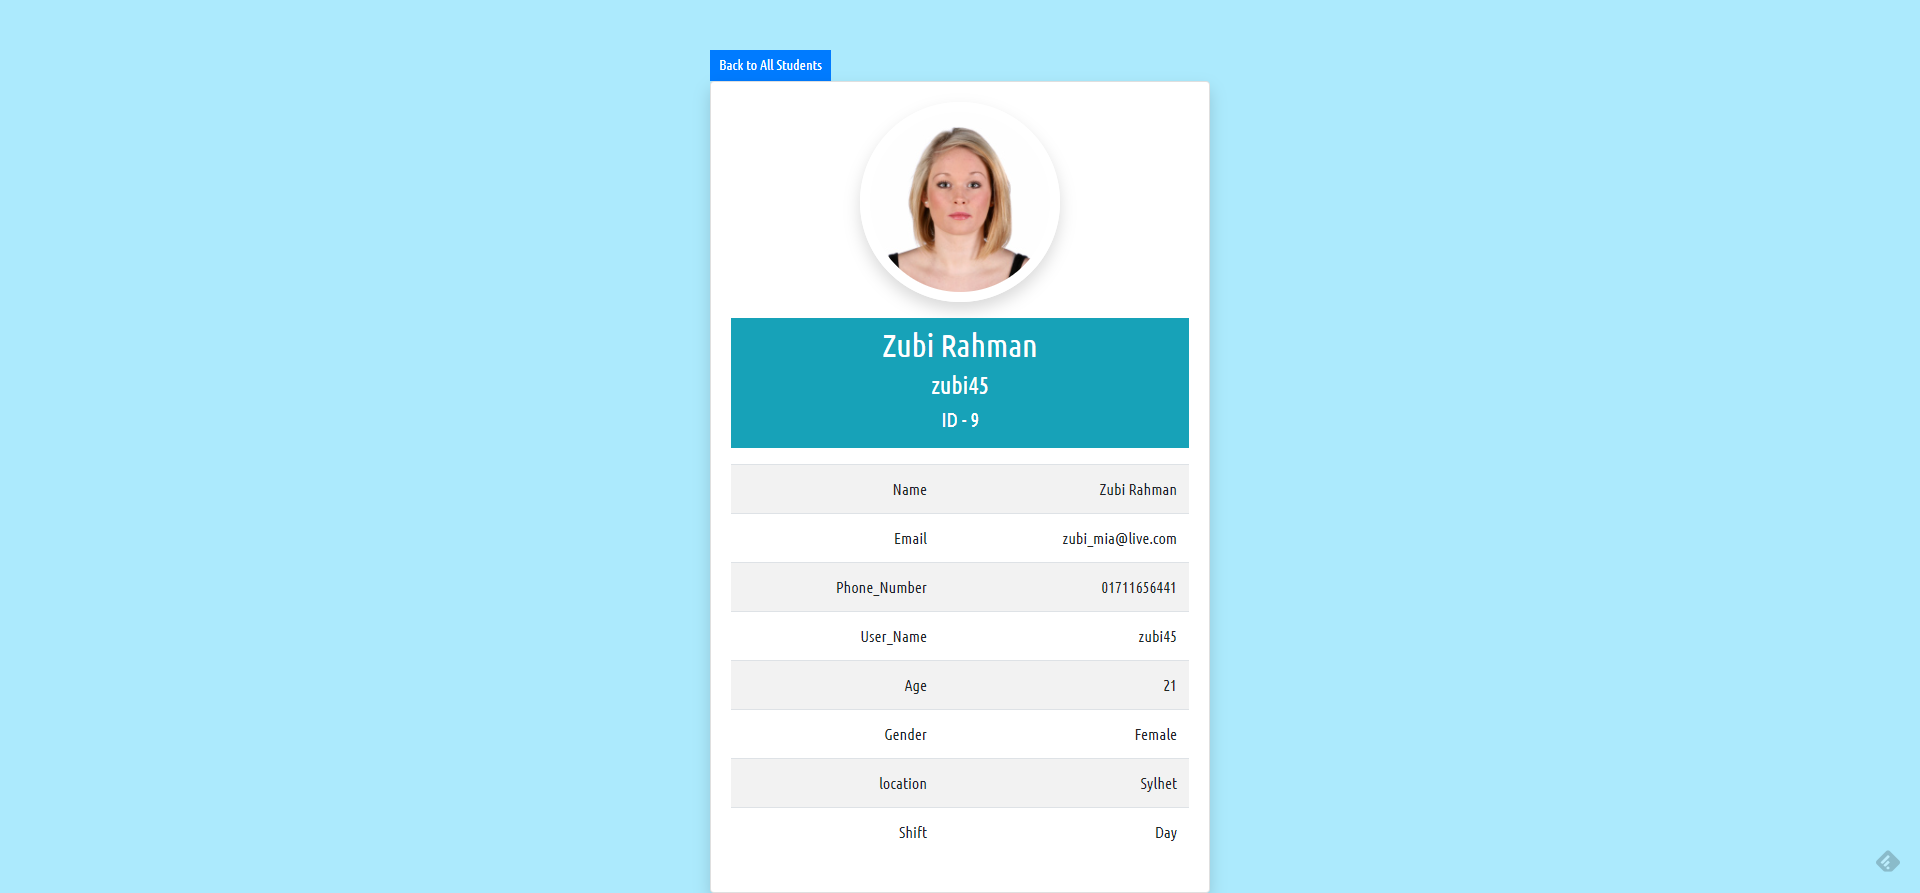 Back to All Students
Zubi Rahman
zubi45
ID - 9
Name Zubi Rahman
Email zubi_mia@live.com
Phone_Number 01711656441
User_Name zubi45
Age 21
Gender Female
location Sylhet
Shift Day